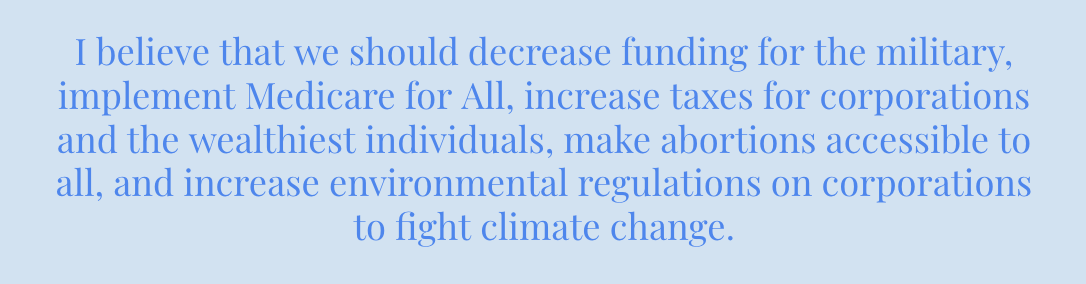 I believe that we should decrease funding for the military,
implement Medicare for All, increase taxes for corporations
and the wealthiest individuals, make abortions accessible to
all, and increase environmental regulations on corporations
to fight climate change.